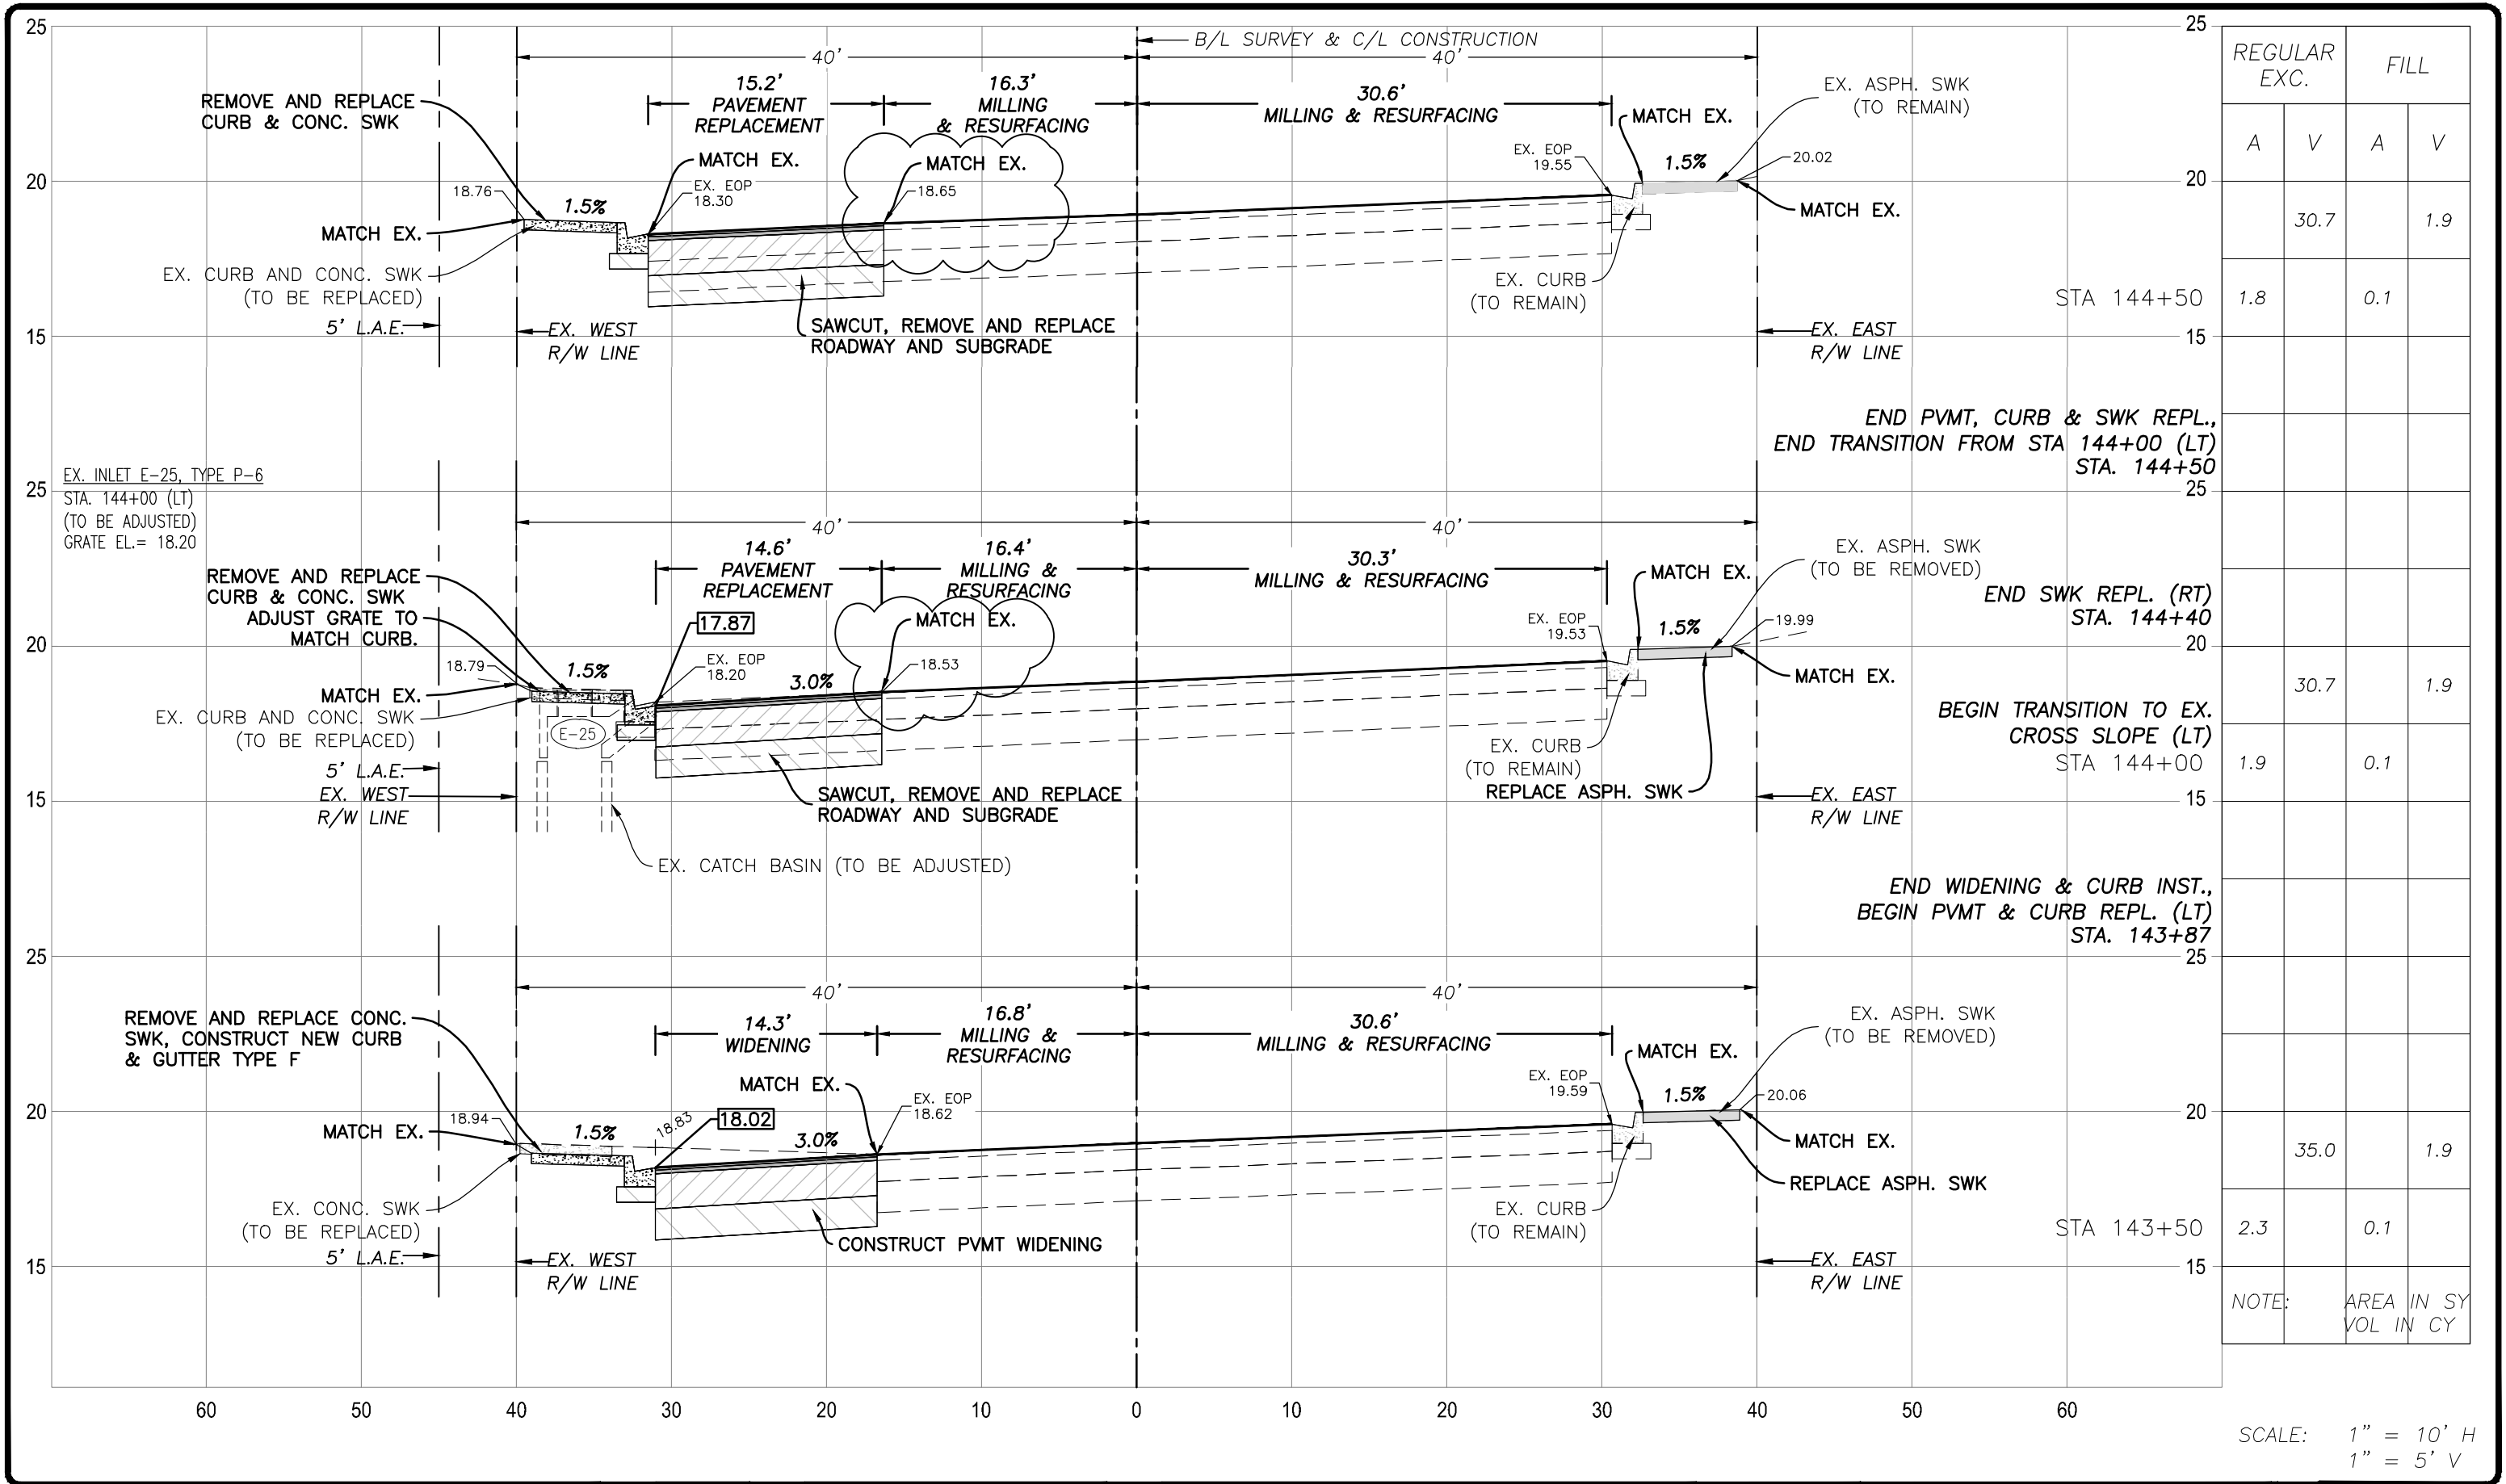 B/L SURVEY & C/L CONSTRUCTION
40'
40'
15.2'
PAVEMENT
REPLACEMENT
16.3'
MILLING
& RESURFACING
30.6'
MILLING & RESURFACING
REMOVE AND REPLACE
CURB & CONC. SWK
MATCH EX.
EX. EOP
18.30
MATCH EX.
18.65
18.76
1.5%
MATCH EX.
EX. CURB AND CONC. SWK
(TO BE REPLACED)
5' L.A.E.
EX. WEST
R/W LINE
SAWCUT, REMOVE AND REPLACE
ROADWAY AND SUBGRADE
EX. EOP
19.55
MATCH EX.
1.5%
EX. ASPH. SWK
(TO REMAIN)
20.02
MATCH EX.
EX. CURB
(TO REMAIN)
EX. EAST
R/W LINE
STA 144+50
END PVMT, CURB & SWK REPL.,
END TRANSITION FROM STA 144+00 (LT)
STA. 144+50
25
20
15
25
20
15
EX. INLET E-25, TYPE P-6
STA. 144+00 (LT)
(TO BE ADJUSTED)
GRATE EL.= 18.20
40'
40'
14.6'
PAVEMENT
REPLACEMENT
16.4'
MILLING &
RESURFACING
30.3'
MILLING & RESURFACING
REMOVE AND REPLACE
CURB & CONC. SWK
ADJUST GRATE TO
MATCH CURB.
17.87
MATCH EX.
18.79
1.5%
EX. EOP
18.20
3.0%
18.53
MATCH EX.
EX. CURB AND CONC. SWK
(TO BE REPLACED)
E-25
5' L.A.E.
EX. WEST
R/W LINE
SAWCUT, REMOVE AND REPLACE
ROADWAY AND SUBGRADE
EX. CATCH BASIN (TO BE ADJUSTED)
EX. EOP
19.53
MATCH EX.
1.5%
EX. ASPH. SWK
(TO BE REMOVED)
19.99
MATCH EX.
EX. CURB
(TO REMAIN)
REPLACE ASPH. SWK
EX. EAST
R/W LINE
END SWK REPL. (RT)
STA. 144+40
BEGIN TRANSITION TO EX.
CROSS SLOPE (LT)
STA 144+00
END WIDENING & CURB INST.,
BEGIN PVMT & CURB REPL. (LT)
STA. 143+87
25
20
15
25
20
15
40'
40'
14.3'
WIDENING
16.8'
MILLING &
RESURFACING
30.6'
MILLING & RESURFACING
REMOVE AND REPLACE CONC.
SWK, CONSTRUCT NEW CURB
& GUTTER TYPE F
MATCH EX.
EX. EOP
18.62
18.94
1.5%
18.83
18.02
3.0%
MATCH EX.
EX. CONC. SWK
(TO BE REPLACED)
5' L.A.E.
EX. WEST
R/W LINE
CONSTRUCT PVMT WIDENING
EX. EOP
19.59
MATCH EX.
1.5%
EX. ASPH. SWK
(TO BE REMOVED)
20.06
MATCH EX.
REPLACE ASPH. SWK
EX. CURB
(TO REMAIN)
EX. EAST
R/W LINE
STA 143+50
25
20
15
25
20
15
60 50 40 30 20 10 0 10 20 30 40 50 60
REGULAR
EXC.
FILL
A V A V
30.7 1.9
1.8 0.1
30.7 1.9
1.9 0.1
35.0 1.9
2.3 0.1
NOTE: AREA IN SY
VOL IN CY
SCALE: 1" = 10' H
1" = 5' V